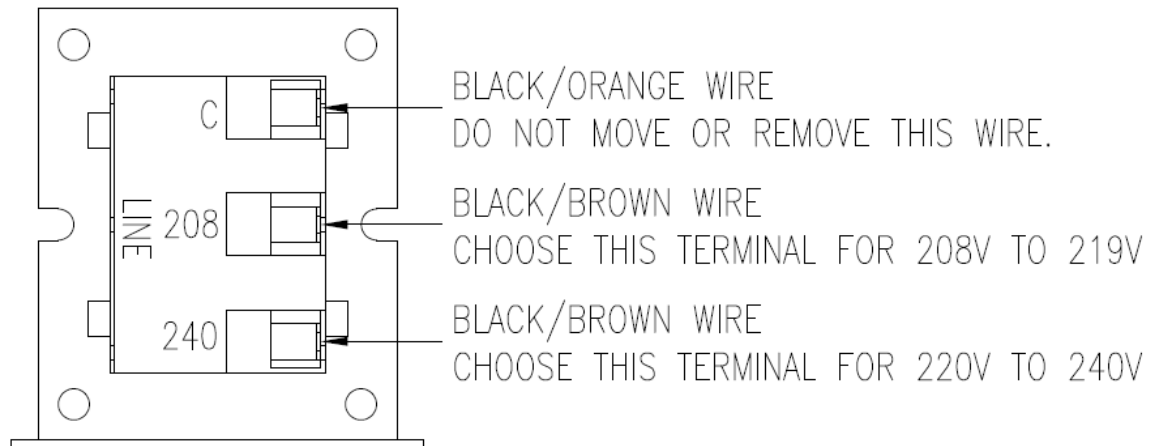 C
BLACK/ORANGE WIRE
DO NOT MOVE OR REMOVE THIS WIRE.
LINE
208
BLACK/BROWN WIRE
CHOOSE THIS TERMINAL FOR 208V TO 219V
240
BLACK/BROWN WIRE
CHOOSE THIS TERMINAL FOR 220V TO 240V